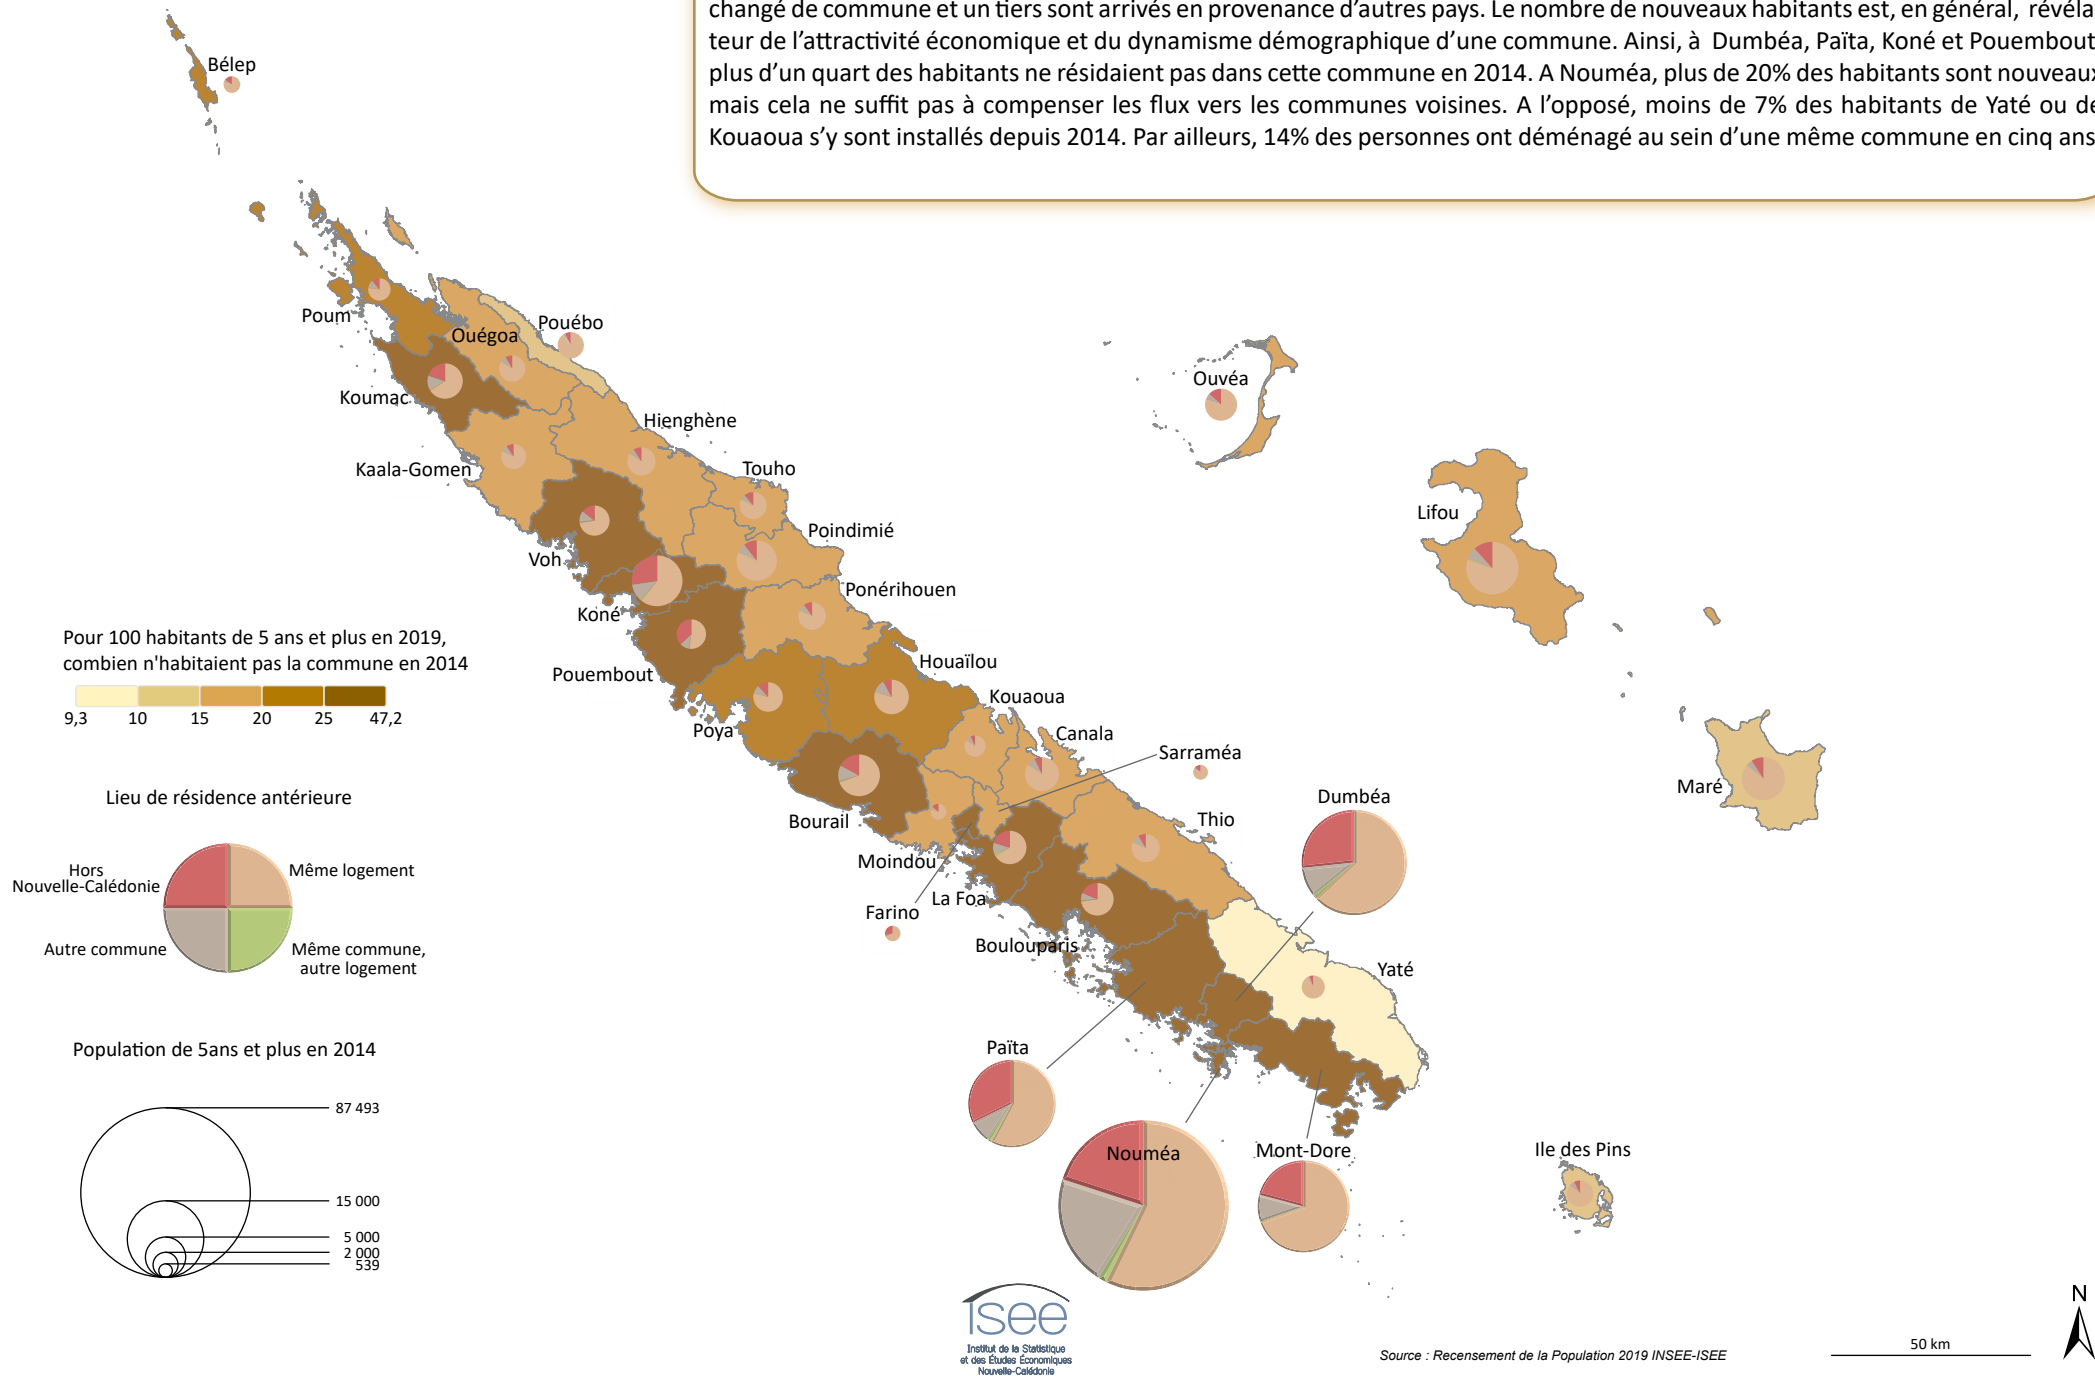 changé de commune et un tiers sont arrivés en provenance d'autres pays. Le nombre de nouveaux habitants est, en général, révéla-
teur de l'attractivité économique et du dynamisme démographique d'une commune. Ainsi, à Dumbéa, Païta, Koné et Pouembout
plus d'un quart des habitants ne résidaient pas dans cette commune en 2014. A Nouméa, plus de 20% des habitants sont nouveaux
mais cela ne suffit pas à compenser les flux vers les communes voisines. A l'opposé, moins de 7% des habitants de Yaté ou de
Kouaoua s'y sont installés depuis 2014. Par ailleurs, 14% des personnes ont déménagé au sein d'une même commune en cinq ans
Bélep
Poum
Ouégoa
Pouébo
Koumac
Ouvéa
Hienghène
Kaala-Gomen
Touho
Lifou
Poindimié
Voh
Ponérihouen
Koné
Pour 100 habitants de 5 ans et plus en 2019,
combien n'habitaient pas la commune en 2014
9,3 10 15 20 25 47,2
Pouembout
Houaïlou
Kouaoua
Poya
Canala
Sarraméa
Maré
Dumbéa
Bourail
Thio
Moindou
La Foa
Farino
Boulouparis
Yaté
Lieu de résidence antérieure
Hors
Nouvelle-Calédonie
Même logement
Autre commune
Même commune,
autre logement
Païta
Nouméa
Mont-Dore
Ile des Pins
Population de 5ans et plus en 2014
87 493
15 000
5 000
2 000
539
isee
Institut de la Statistique
et des Études Économiques
Nouvelle-Calédonie
Source : Recensement de la Population 2019 INSEE-ISEE
50 km
N